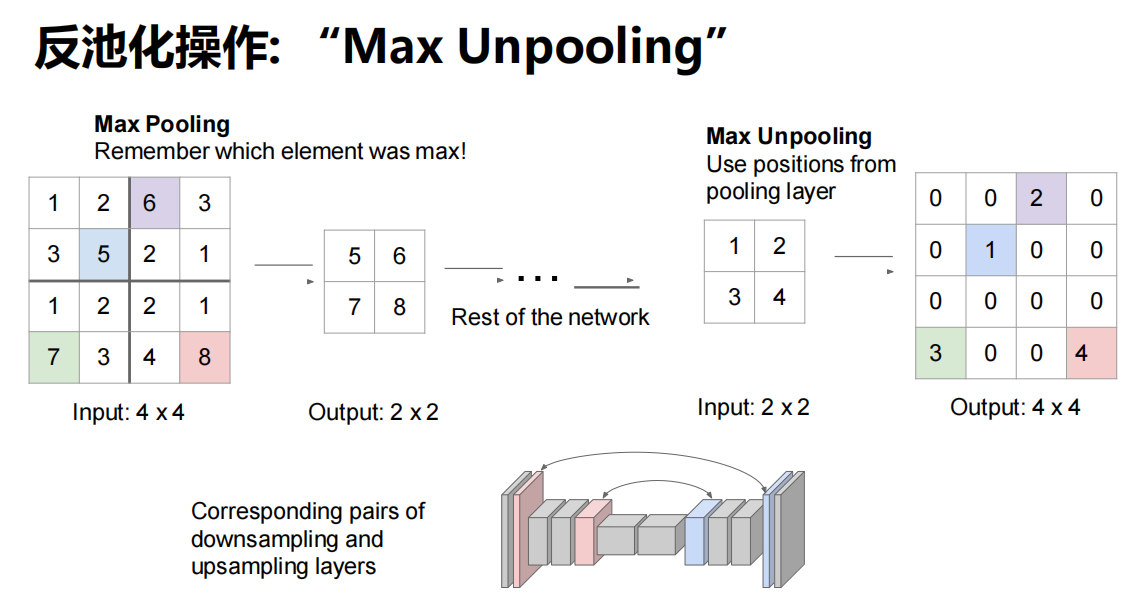 反池化操作: “Max Unpooling”
Max Pooling
Remember which element was max!
1 2 6 3
3 5 2 1
1 2 2 1
7 3 4 8
Input: 4 x 4
5 6
7 8
Output: 2 x 2
...
Rest of the network
Max Unpooling
Use positions from
pooling layer
1 2
3 4
Input: 2 x 2
0 0 2 0
0 1 0 0
0 0 0 0
3 0 0 4
Output: 4 x 4
Corresponding pairs of
downsampling and
upsampling layers